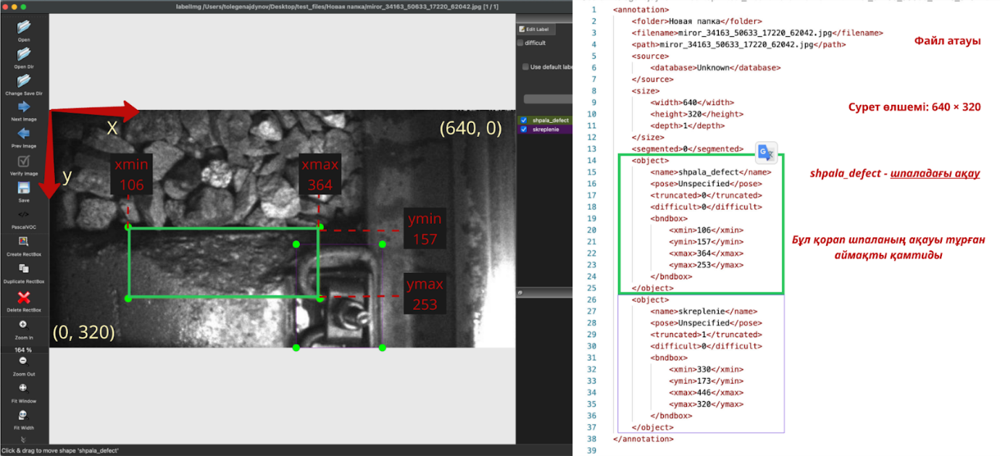 labelImg /Users/tolegenajdynov/Desktop/test_files/Новая папка/miror_34163_50633_17220_62042.jpg [1 / 1]
Open
Open Dir
Change Save Dir
Next Image
Prev Image
Verify Image
Save
</>
PascalVOC
Create RectBox
Duplicate RectBox
Delete RectBox
Zoom In
164 %
Zoom Out
Fit Window
Fit Width
X
y
(640, 0)
(0, 320)
xmin
106
xmax
364
ymin
157
ymax
253
Edit Label
difficult
Use default labe
shpala_defect
skreplenie
Click & drag to move shape 'shpala_defect'
1 <annotation>
2 <folder>Новая папка</folder>
3 <filename>miror_34163_50633_17220_62042.jpg</filename>
4 <path>miror_34163_50633_17220_62042.jpg</path>
5 <source>
6 <database>Unknown</database>
7 </source>
8 <size>
9 <width>640</width>
10 <height>320</height>
11 <depth>1</depth>
12 </size>
13 <segmented>0</segmented>
14 <object>
15 <name>shpala_defect</name>
16 <pose>Unspecified</pose>
17 <truncated>0</truncated>
18 <difficult>0</difficult>
19 <bndbox>
20 <xmin>106</xmin>
21 <ymin>157</ymin>
22 <xmax>364</xmax>
23 <ymax>253</ymax>
24 </bndbox>
25 </object>
26 <object>
27 <name>skreplenie</name>
28 <pose>Unspecified</pose>
29 <truncated>1</truncated>
30 <difficult>0</difficult>
31 <bndbox>
32 <xmin>330</xmin>
33 <ymin>173</ymin>
34 <xmax>446</xmax>
35 <ymax>320</ymax>
36 </bndbox>
37 </object>
38 </annotation>
39
Файл атауы
Сурет өлшемі: 640 × 320
G
shpala_defect - шпаладағы ақау
Бұл қорап шпаланың ақауы тұрған
аймақты қамтиды